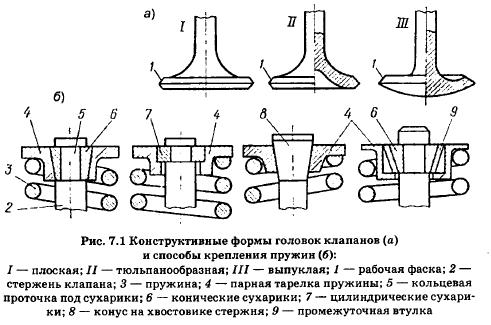 а) I II III
1 1 1
б) 4 5 6 7 4 8 4 6 9
3
2
Рис. 7.1 Конструктивные формы головок клапанов (а)
и способы крепления пружин (б):
I — плоская; II — тюльпанообразная; III — выпуклая; 1 — рабочая фаска; 2 —
стержень клапана; 3 — пружина; 4 — парная тарелка пружины; 5 — кольцевая
проточка под сухарики; 6 — конические сухарики; 7 — цилиндрические сухари-
ки; 8 — конус на хвостовике стержня; 9 — промежуточная втулка